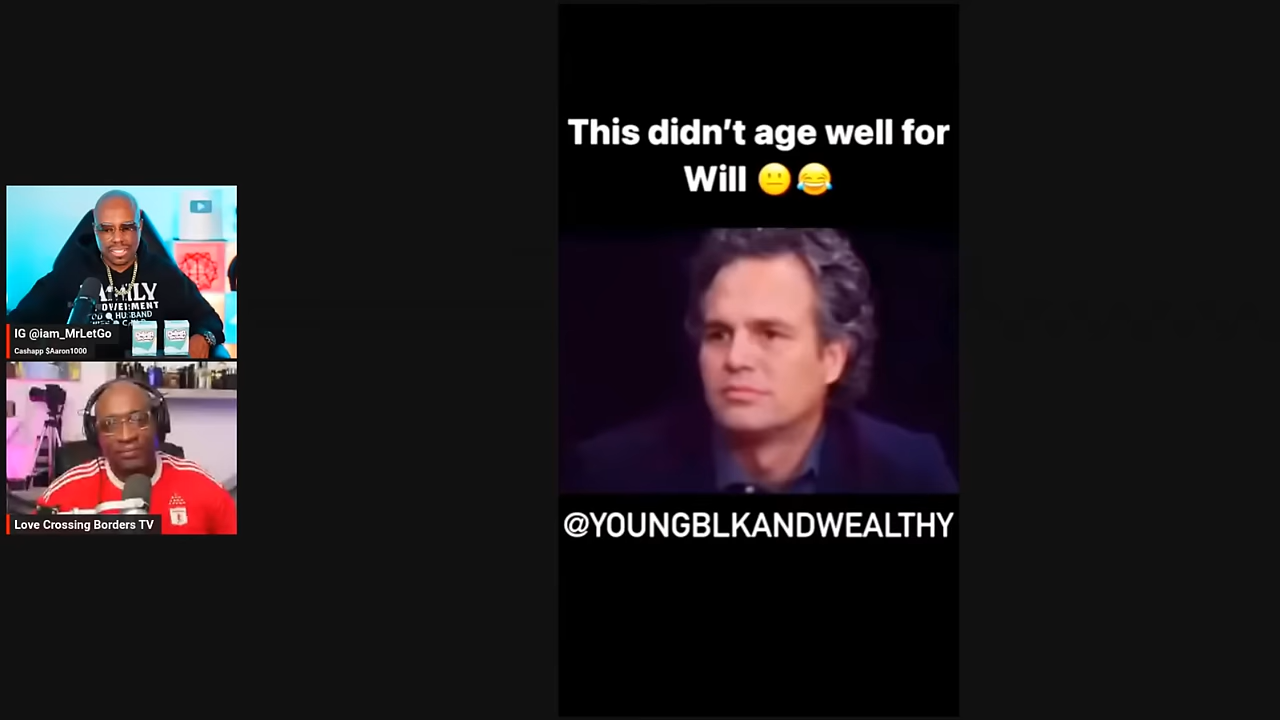 This didn't age well for
Will 😐😂
@YOUNGBLKANDWEALTHY
IG @iam_MrLetGo
Cashapp $Aaron1000
Love Crossing Borders TV